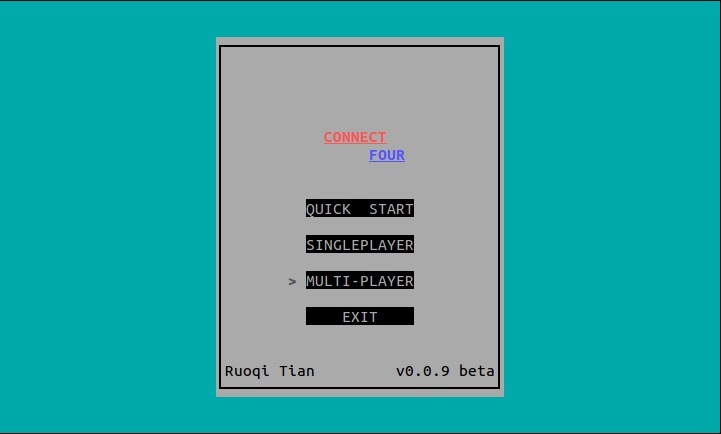 CONNECT
FOUR
QUICK  START
SINGLEPLAYER
> MULTI-PLAYER
EXIT
Ruoqi Tian v0.0.9 beta